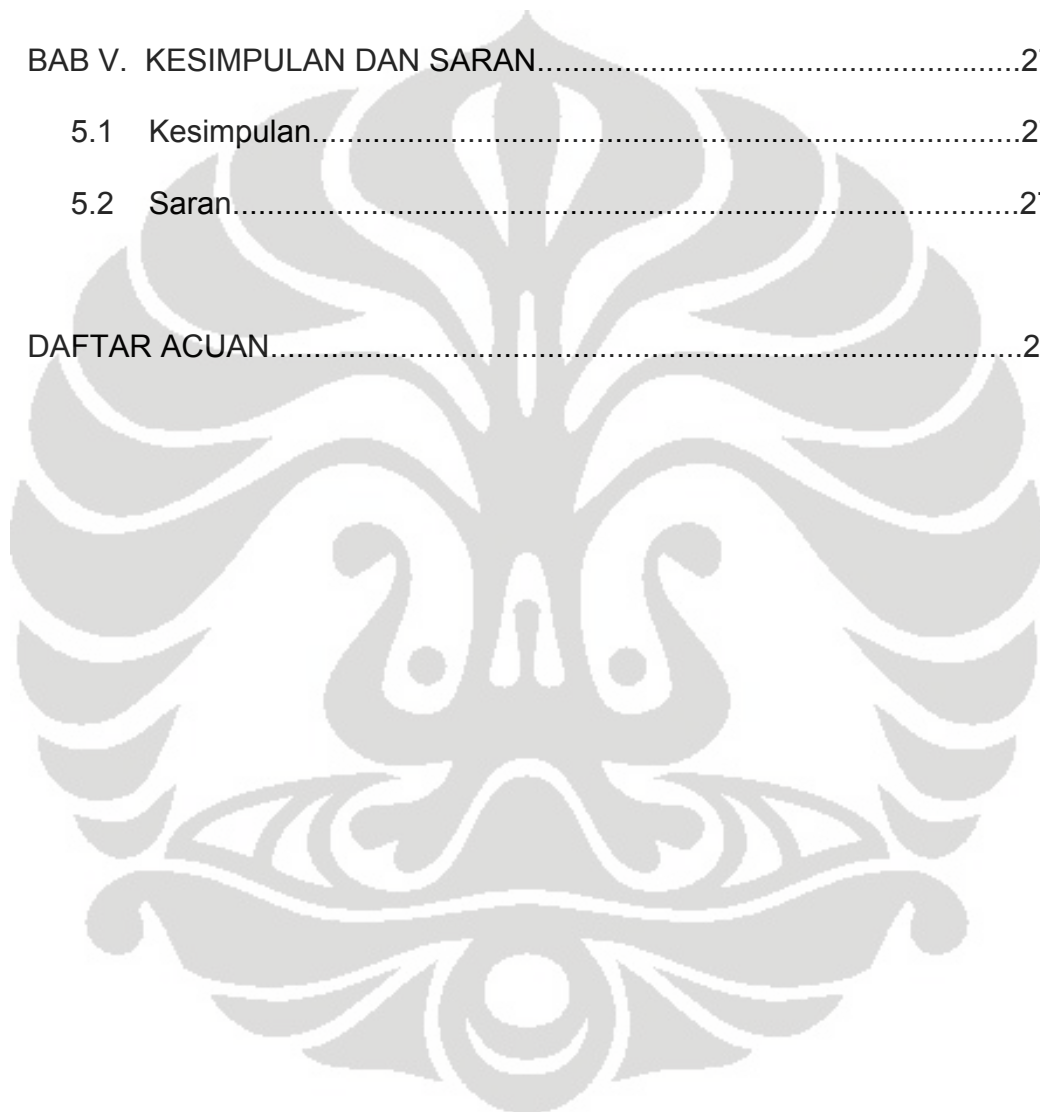 BAB V. KESIMPULAN DAN SARAN..........................................................2
5.1 Kesimpulan.....................................................................................2
5.2 Saran...............................................................................................2
DAFTAR ACUAN...........................................................................................2